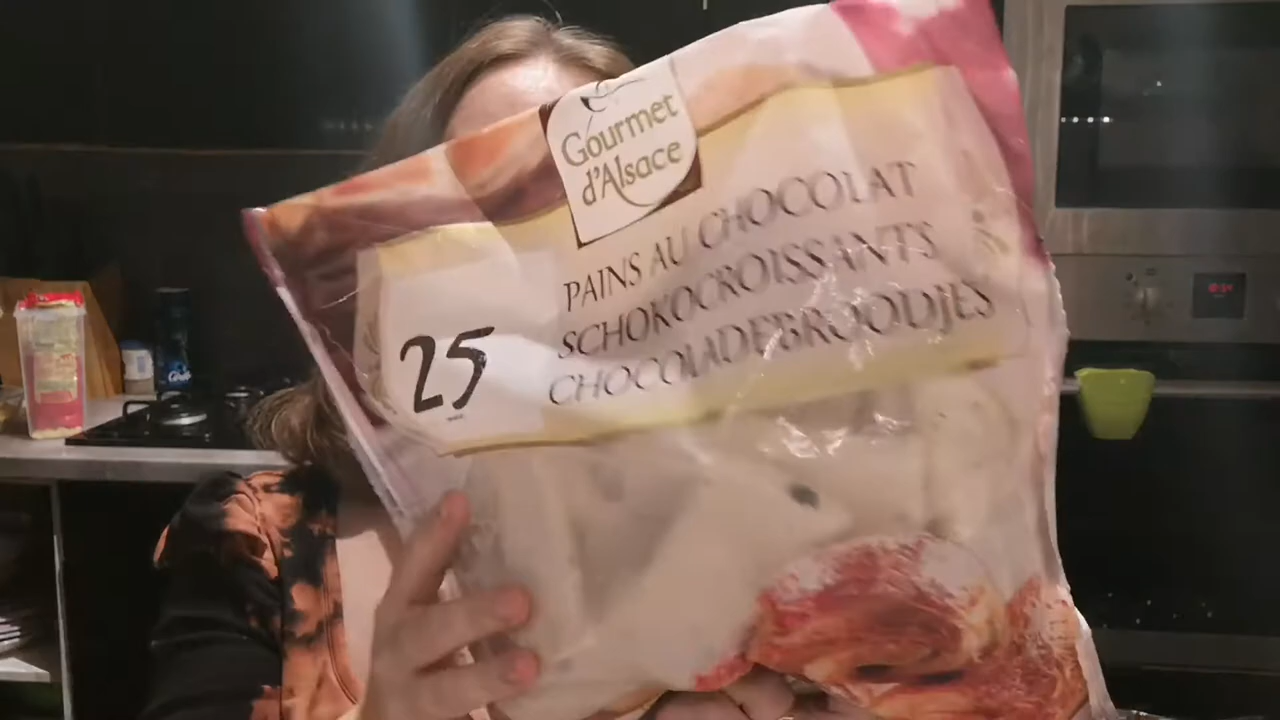 Gourmet
d'Alsace
PAINS AU CHOCOLAT
SCHOKOCROISSANTS
CHOCOLADEBROODJES
25